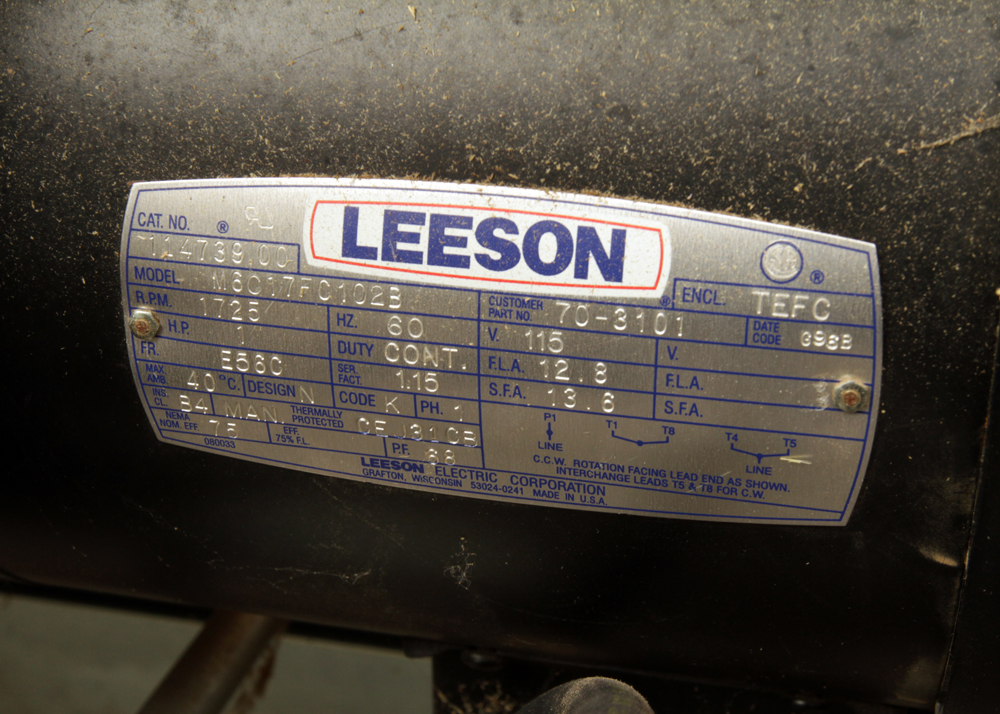 LEESON ®
CAT. NO. T114739.00 ®
MODEL M6C17FC102B
CUSTOMER PART NO. 70-3101
ENCL. TEFC ®
R.P.M. 1725 HZ. 60 V. 115 V. DATE CODE
H.P. 1 DUTY CONT. F.L.A. 12.8 F.L.A.
FR. E56C SER. FACT. 1.15 S.F.A. 13.6 S.F.A.
MAX. AMB. 40 °C. DESIGN N CODE K PH. 1
INS. CL. B4 MAN THERMALLY PROTECTED CEJ31CB
NEMA NOM. EFF 75 EFF. 75% F.L. P.F. 68
080033
P1 LINE T1 T8 T4 T5 LINE
C.C.W. ROTATION FACING LEAD END AS SHOWN.
INTERCHANGE LEADS T5 & T8 FOR C.W.
LEESON ELECTRIC CORPORATION
GRAFTON, WISCONSIN 53024-0241 MADE IN U.S.A.